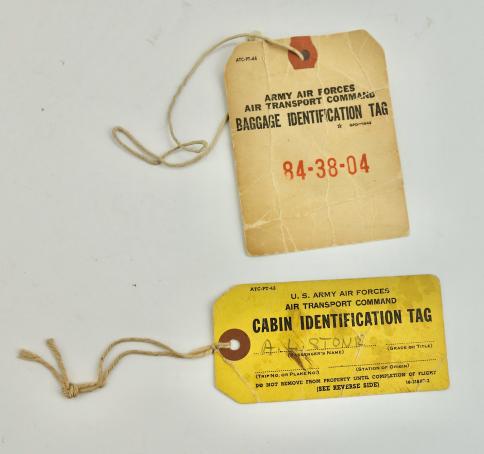 ATC-PT-44
ARMY AIR FORCES
AIR TRANSPORT COMMAND
BAGGAGE IDENTIFICATION TAG
84-38-04
ATC-PT-43
U. S. ARMY AIR FORCES
AIR TRANSPORT COMMAND
CABIN IDENTIFICATION TAG
A L STONE
(PASSENGER'S NAME) (GRADE OR TITLE)
(TRIP NO. OR PLANE NO.) (STATION OF ORIGIN)
DO NOT REMOVE FROM PROPERTY UNTIL COMPLETION OF FLIGHT
(SEE REVERSE SIDE)